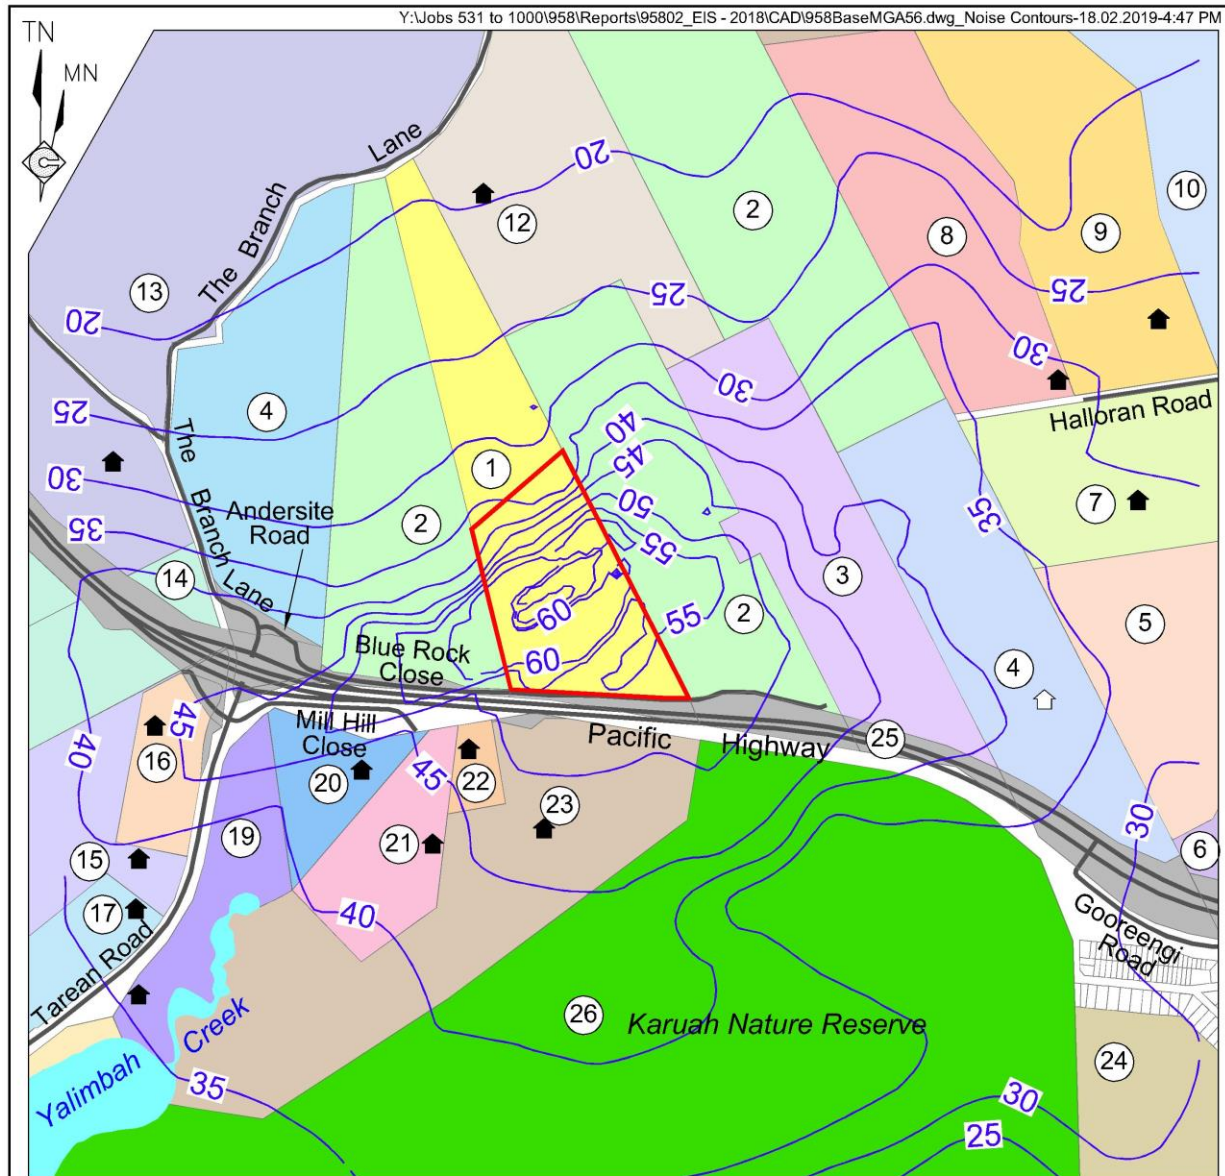 Y:\Jobs 531 to 1000\958\Reports\95802_EIS - 2018\CAD\958BaseMGA56.dwg_Noise Contours-18.02.2019-4:47 PM
TN
MN
The Branch Lane
20
12
2
10
9
8
13
20
25
25
30
30
4
25
1
40
45
Halloran Road
30
The Branch Lane
Andersite
Road
2
50
35
7
35
55
14
3
60
2
55
5
Blue Rock
Close
60
4
45
Mill Hill
Close
Pacific Highway
25
40
16
20
45
22
23
30
15
19
21
6
17
40
Gooreengi
Road
Tarean Road
Yalimbah Creek
26
Karuah Nature Reserve
24
35
30
25